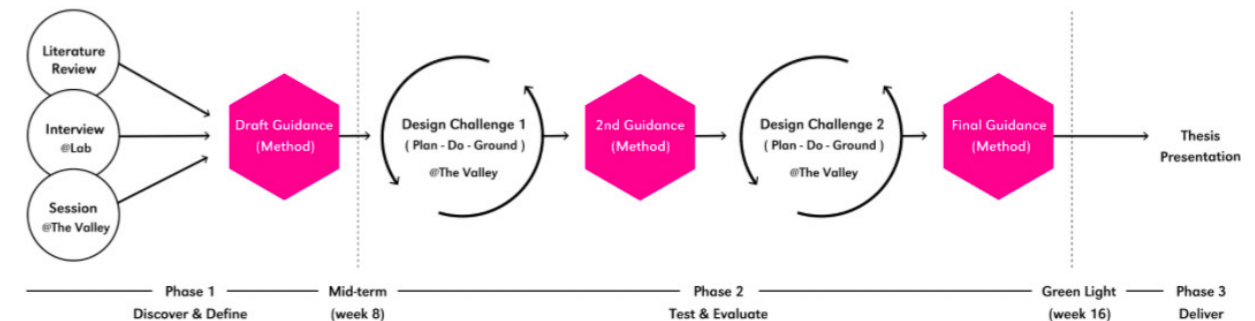 Literature
Review
Interview
@Lab
Session
@The Valley
Draft Guidance
(Method)
Design Challenge 1
( Plan - Do - Ground )
@The Valley
2nd Guidance
(Method)
Design Challenge 2
( Plan - Do - Ground )
@The Valley
Final Guidance
(Method)
Thesis
Presentation
Phase 1
Discover & Define
Mid-term
(week 8)
Phase 2
Test & Evaluate
Green Light
(week 16)
Phase 3
Deliver